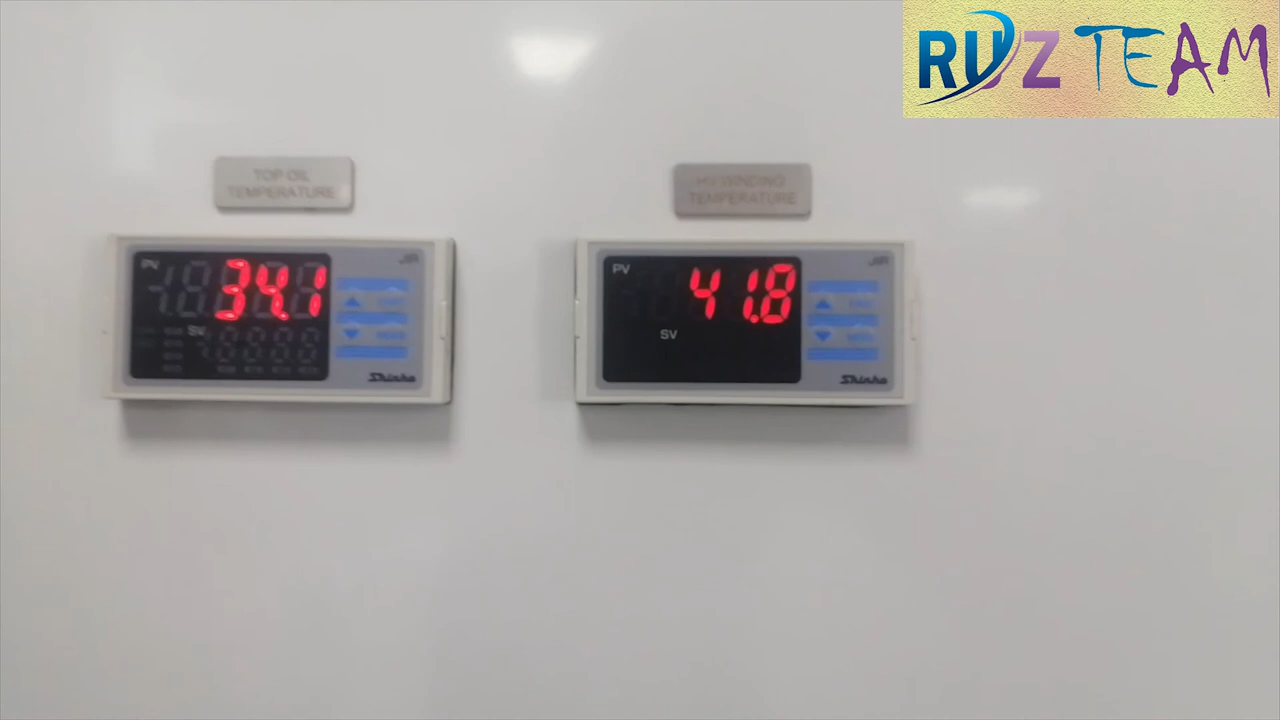 RUZ TEAM
TOP OIL
TEMPERATURE
HV WINDING
TEMPERATURE
PV
34.1
SV
Shinko
PV
41.8
SV
Shinko